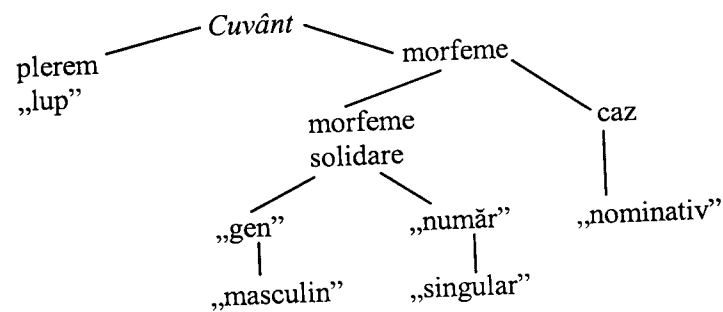 Cuvânt
plerem
„lup”
morfeme
morfeme
solidare
caz
„gen”
„număr”
„nominativ”
„masculin”
„singular”